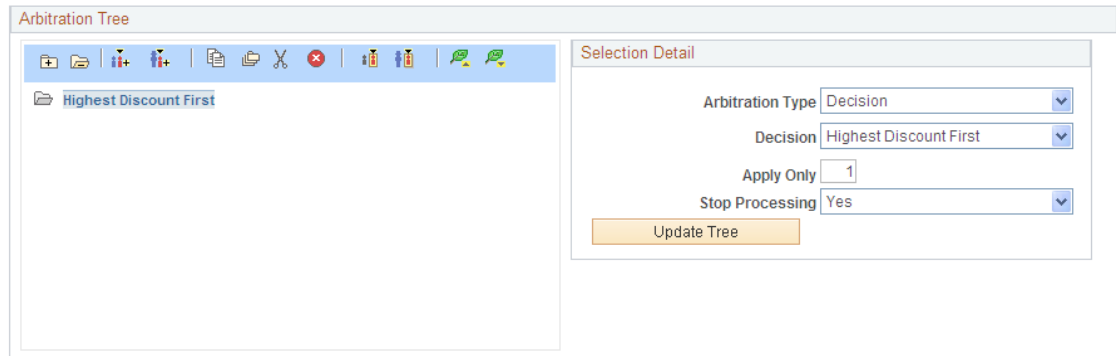 Arbitration Tree
Highest Discount First
Selection Detail
Arbitration Type Decision
Decision Highest Discount First
Apply Only 1
Stop Processing Yes
Update Tree